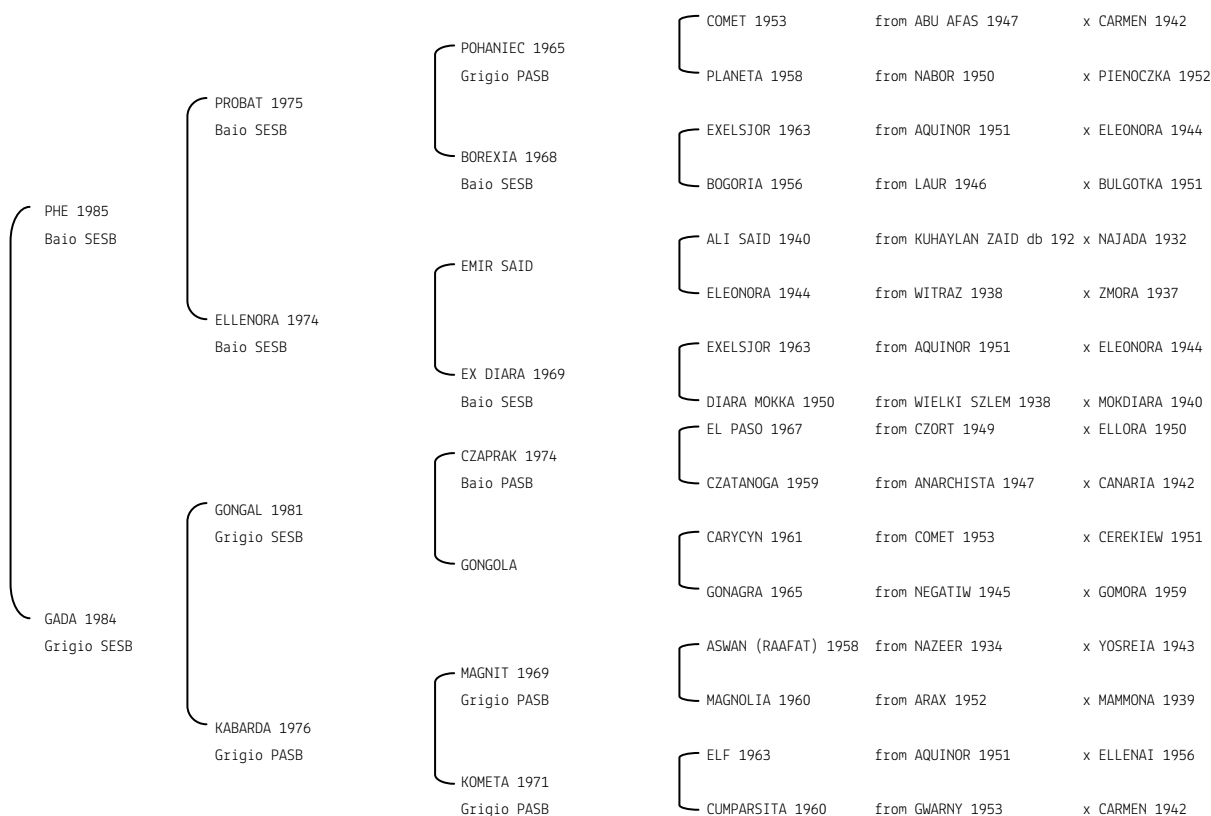 COMET 1953 from ABU AFAS 1947 x CARMEN 1942
POHANIEC 1965
Grigio PASB PLANETA 1958 from NABOR 1950 x PIENOCZKA 1952
PROBAT 1975
Baio SESB EXELSJOR 1963 from AQUINOR 1951 x ELEONORA 1944
BOREXIA 1968
Baio SESB BOGORIA 1956 from LAUR 1946 x BULGOTKA 1951
PHE 1985
Baio SESB ALI SAID 1940 from KUHAYLAN ZAID db 192 x NAJADA 1932
EMIR SAID
ELEONORA 1944 from WITRAZ 1938 x ZMORA 1937
ELLENORA 1974
Baio SESB EXELSJOR 1963 from AQUINOR 1951 x ELEONORA 1944
EX DIARA 1969
Baio SESB DIARA MOKKA 1950 from WIELKI SZLEM 1938 x MOKDIARA 1940
EL PASO 1967 from CZORT 1949 x ELLORA 1950
CZAPRAK 1974
Baio PASB CZATANOGA 1959 from ANARCHISTA 1947 x CANARIA 1942
GONGAL 1981
Grigio SESB CARYCYN 1961 from COMET 1953 x CEREKIEW 1951
GONGOLA
GONAGRA 1965 from NEGATIW 1945 x GOMORA 1959
GADA 1984
Grigio SESB ASWAN (RAAFAT) 1958 from NAZEER 1934 x YOSREIA 1943
MAGNIT 1969
Grigio PASB MAGNOLIA 1960 from ARAX 1952 x MAMMONA 1939
KABARDA 1976
Grigio PASB ELF 1963 from AQUINOR 1951 x ELLENAI 1956
KOMETA 1971
Grigio PASB CUMPARSITA 1960 from GWARNY 1953 x CARMEN 1942